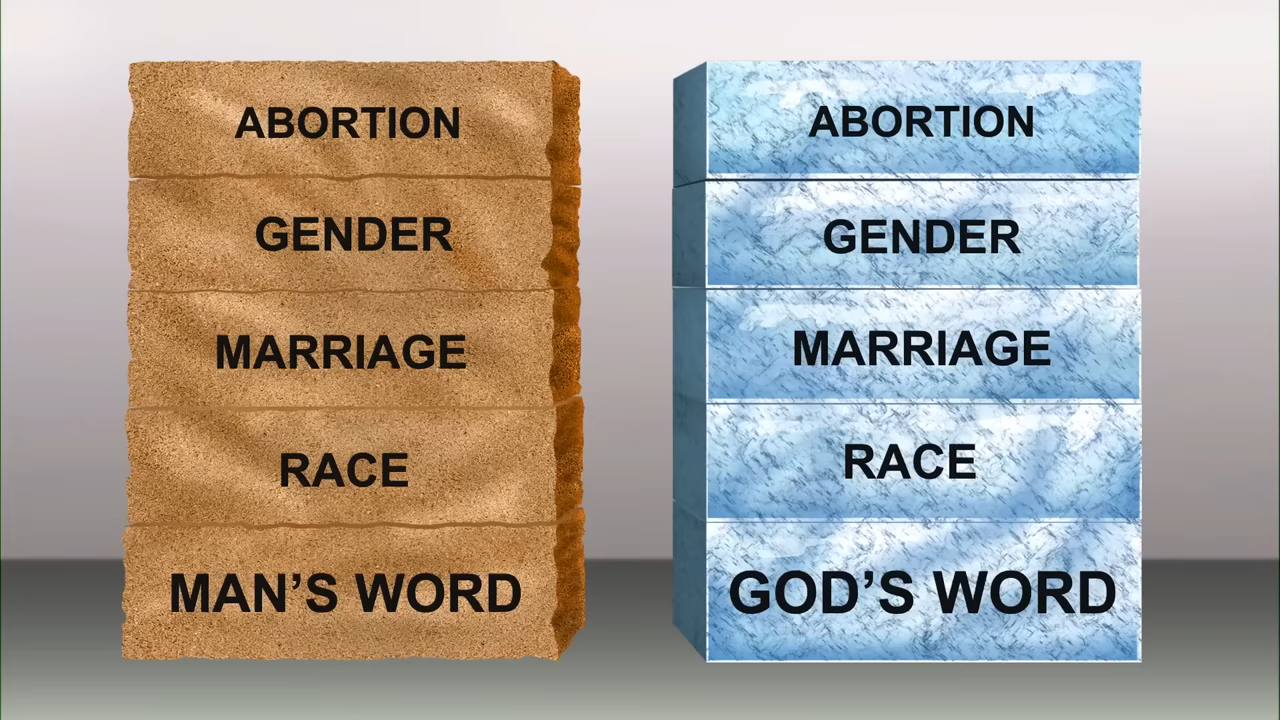 ABORTION
GENDER
MARRIAGE
RACE
MAN’S WORD
ABORTION
GENDER
MARRIAGE
RACE
GOD’S WORD